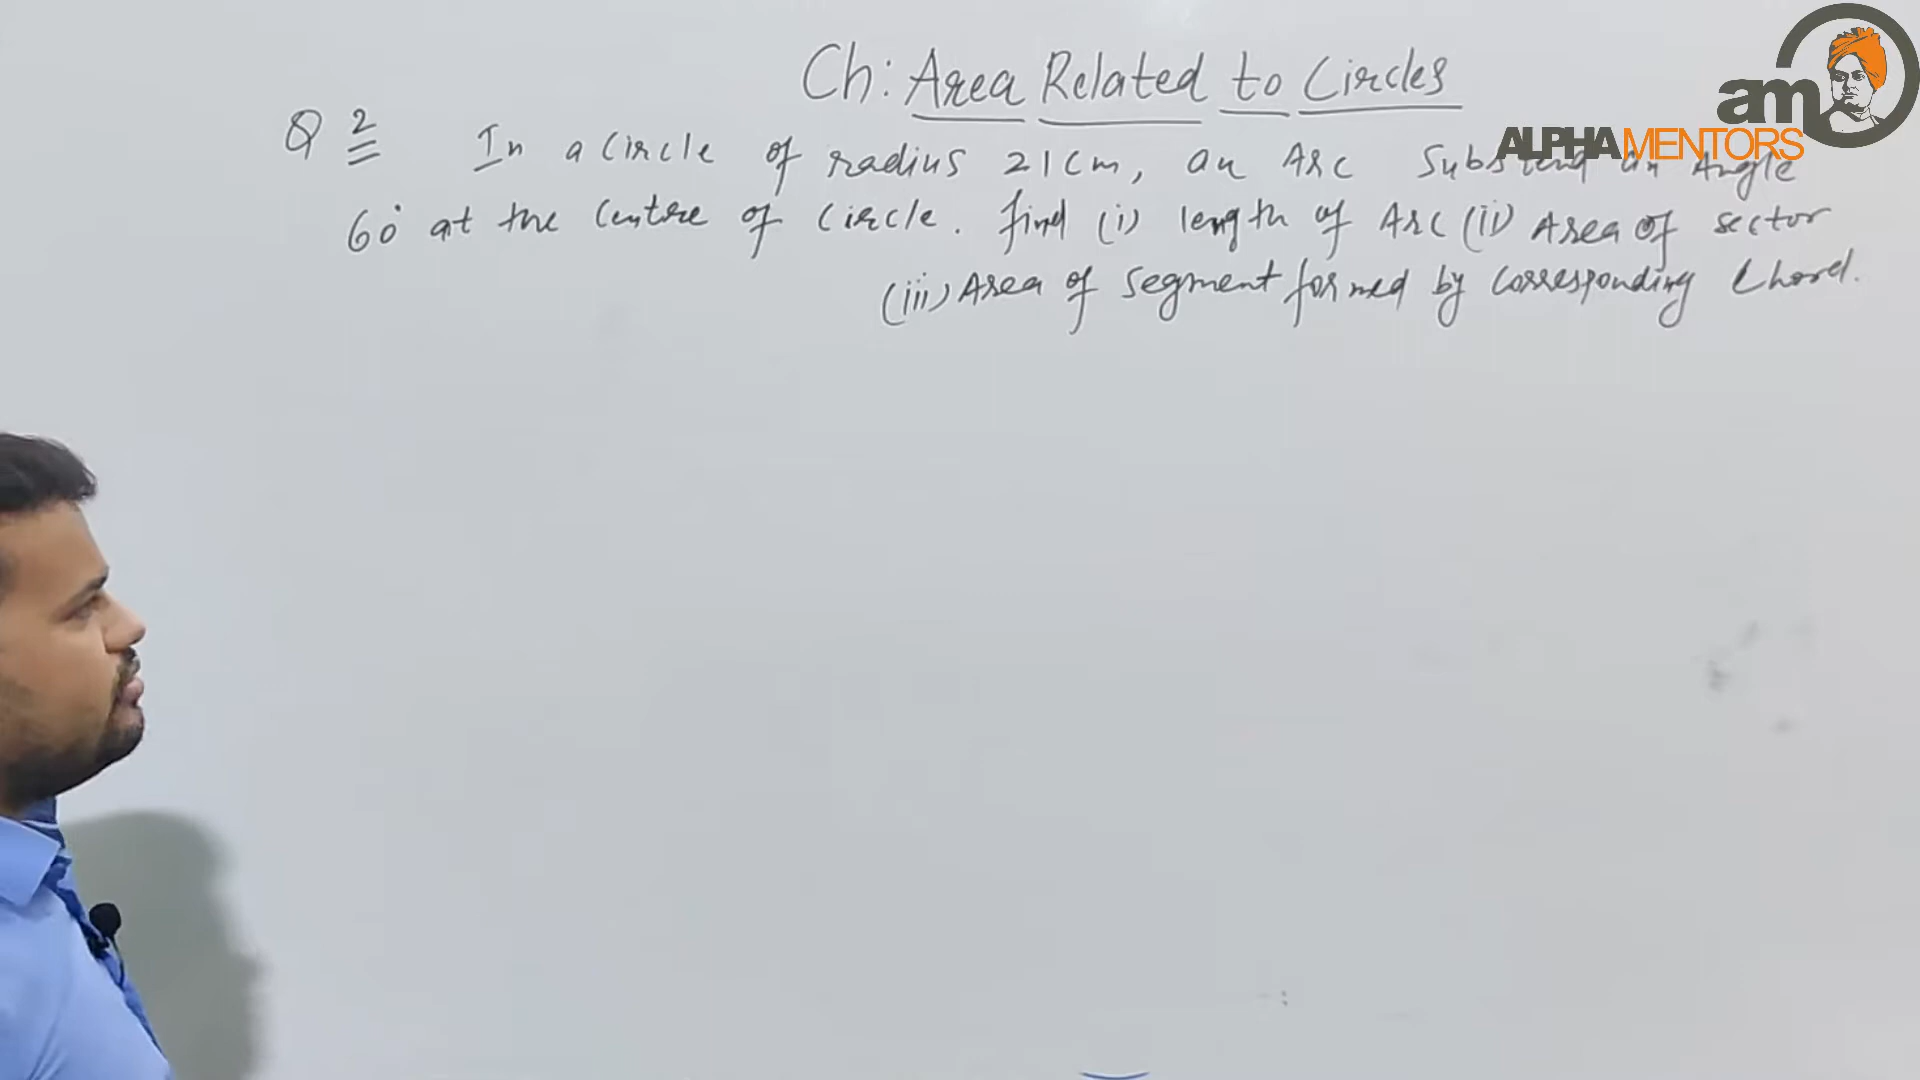 Ch: Area Related to Circles
am
ALPHAMENTORS
Q 2 In a circle of radius 21cm, an Arc Substend an Angle
60° at the Centre of Circle. find (i) length of Arc (ii) Area of sector
(iii) Area of segment formed by Corresponding Chord.